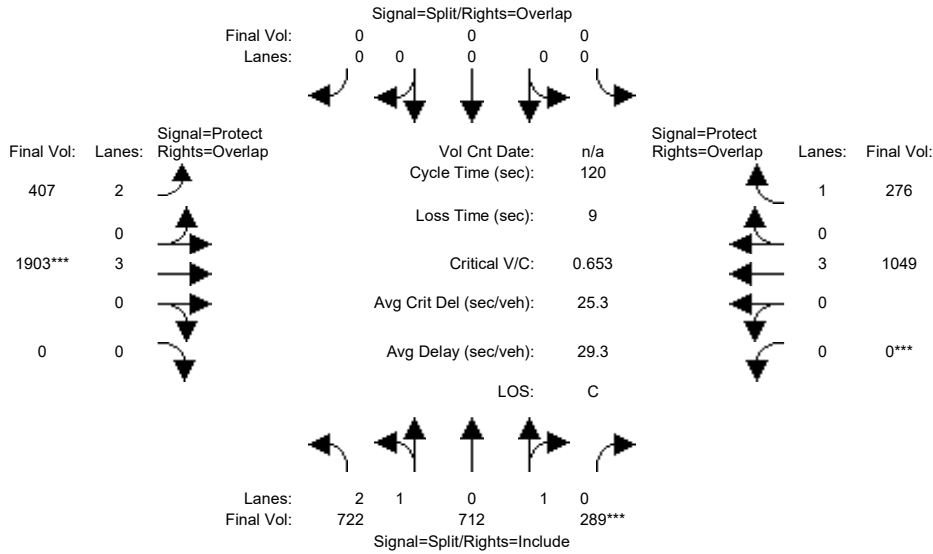 Signal=Split/Rights=Overlap
Final Vol: 0 0 0
Lanes: 0 0 0 0 0
Signal=Protect Signal=Protect
Final Vol: Lanes: Rights=Overlap Vol Cnt Date: n/a Rights=Overlap Lanes: Final Vol:
Cycle Time (sec): 120
407 2 1 276
Loss Time (sec): 9
0 0
1903*** 3 Critical V/C: 0.653 3 1049
0 Avg Crit Del (sec/veh): 25.3 0
0 0 Avg Delay (sec/veh): 29.3 0 0***
LOS: C
Lanes: 2 1 0 1 0
Final Vol: 722 712 289***
Signal=Split/Rights=Include